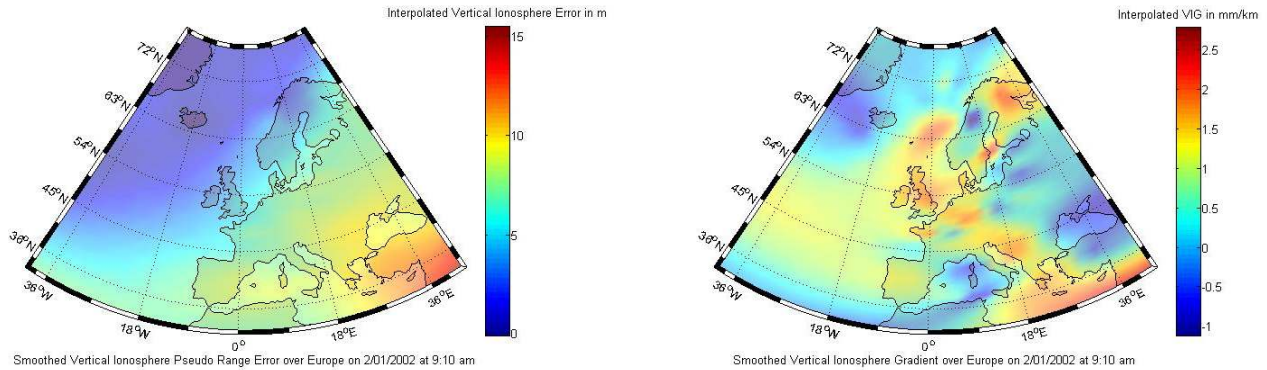 Interpolated Vertical Ionosphere Error in m
15
10
5
0
72°N
63°N
54°N
45°N
36°N
36°W
18°W
0°
18°E
36°E
Smoothed Vertical Ionosphere Pseudo Range Error over Europe on 2/01/2002 at 9:10 am
Interpolated VIG in mm/km
2.5
2
1.5
1
0.5
0
-0.5
-1
72°N
63°N
54°N
45°N
36°N
36°W
18°W
0°
18°E
36°E
Smoothed Vertical Ionosphere Gradient over Europe on 2/01/2002 at 9:10 am